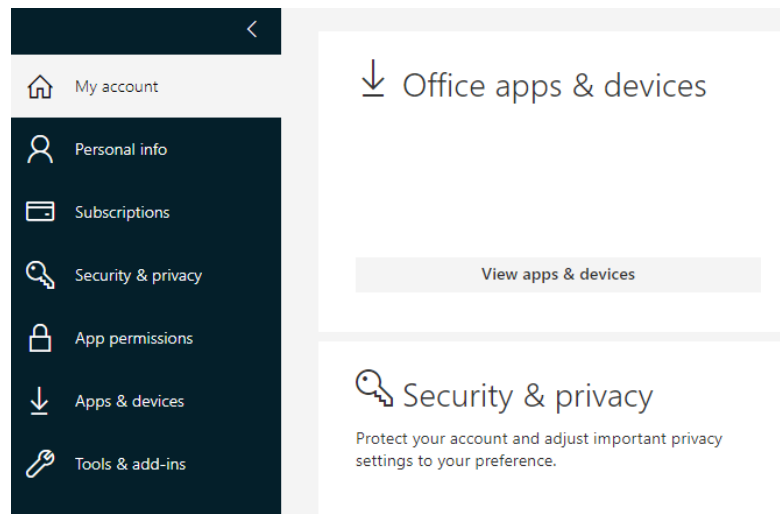 My account
Personal info
Subscriptions
Security & privacy
App permissions
Apps & devices
Tools & add-ins
Office apps & devices
View apps & devices
Security & privacy
Protect your account and adjust important privacy
settings to your preference.